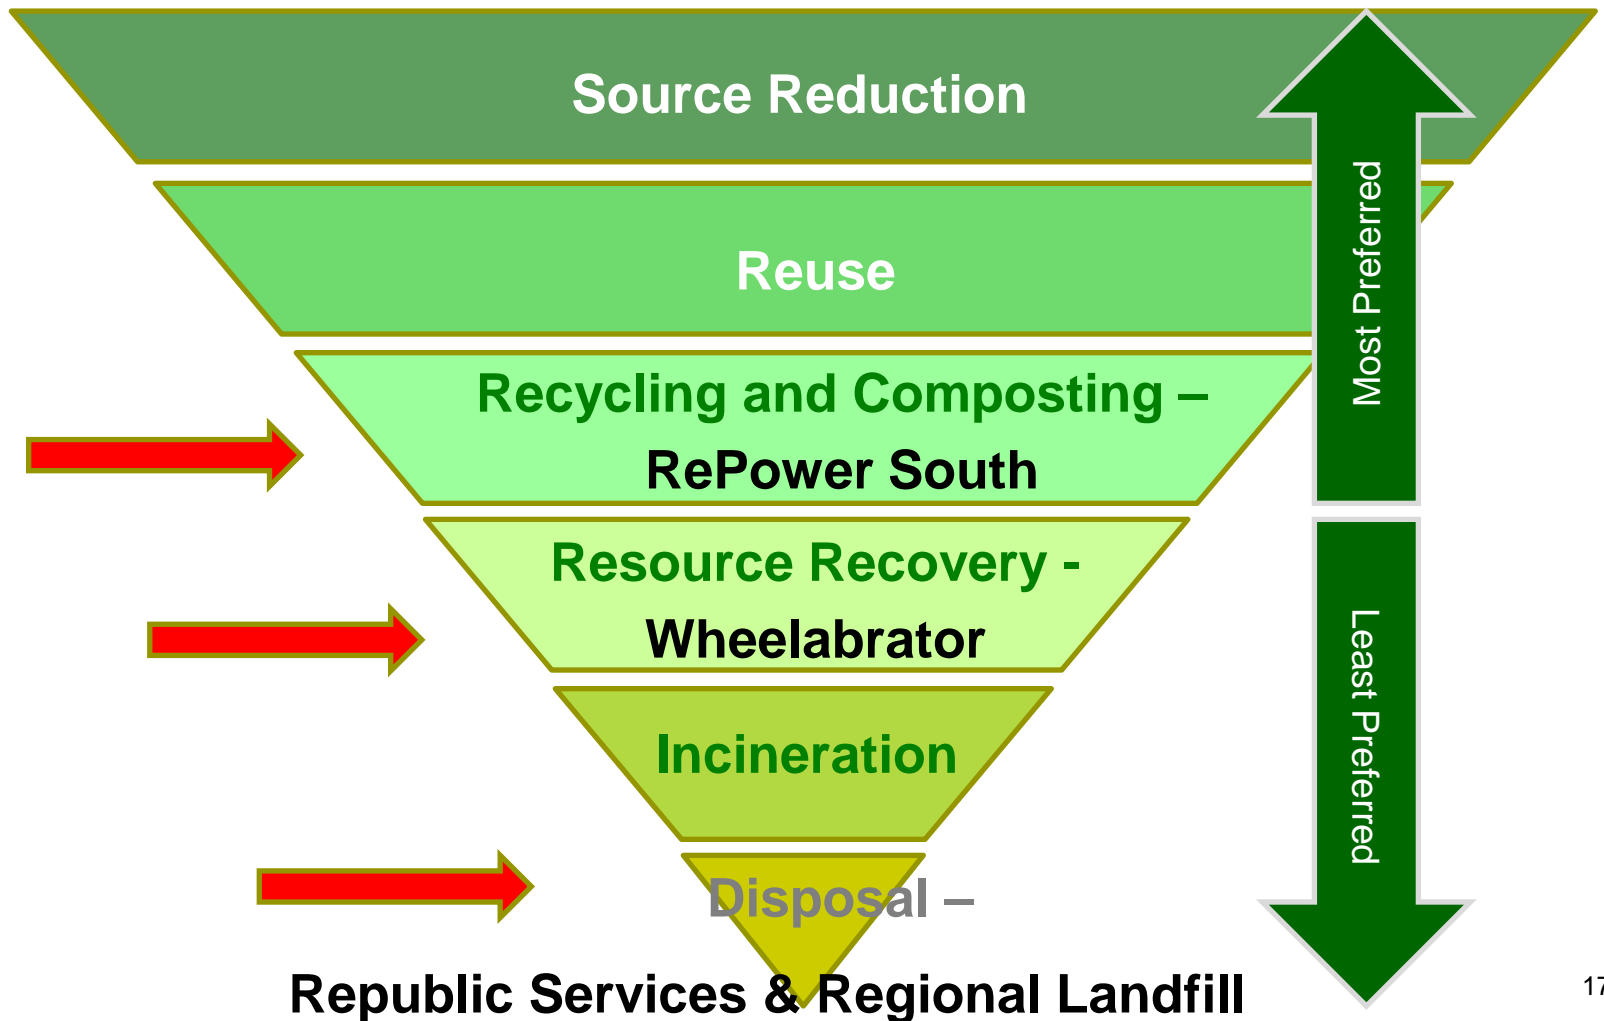 Source Reduction
Reuse
Recycling and Composting –
RePower South
Resource Recovery -
Wheelabrator
Incineration
Disposal –
Republic Services & Regional Landfill
Most Preferred
Least Preferred
17